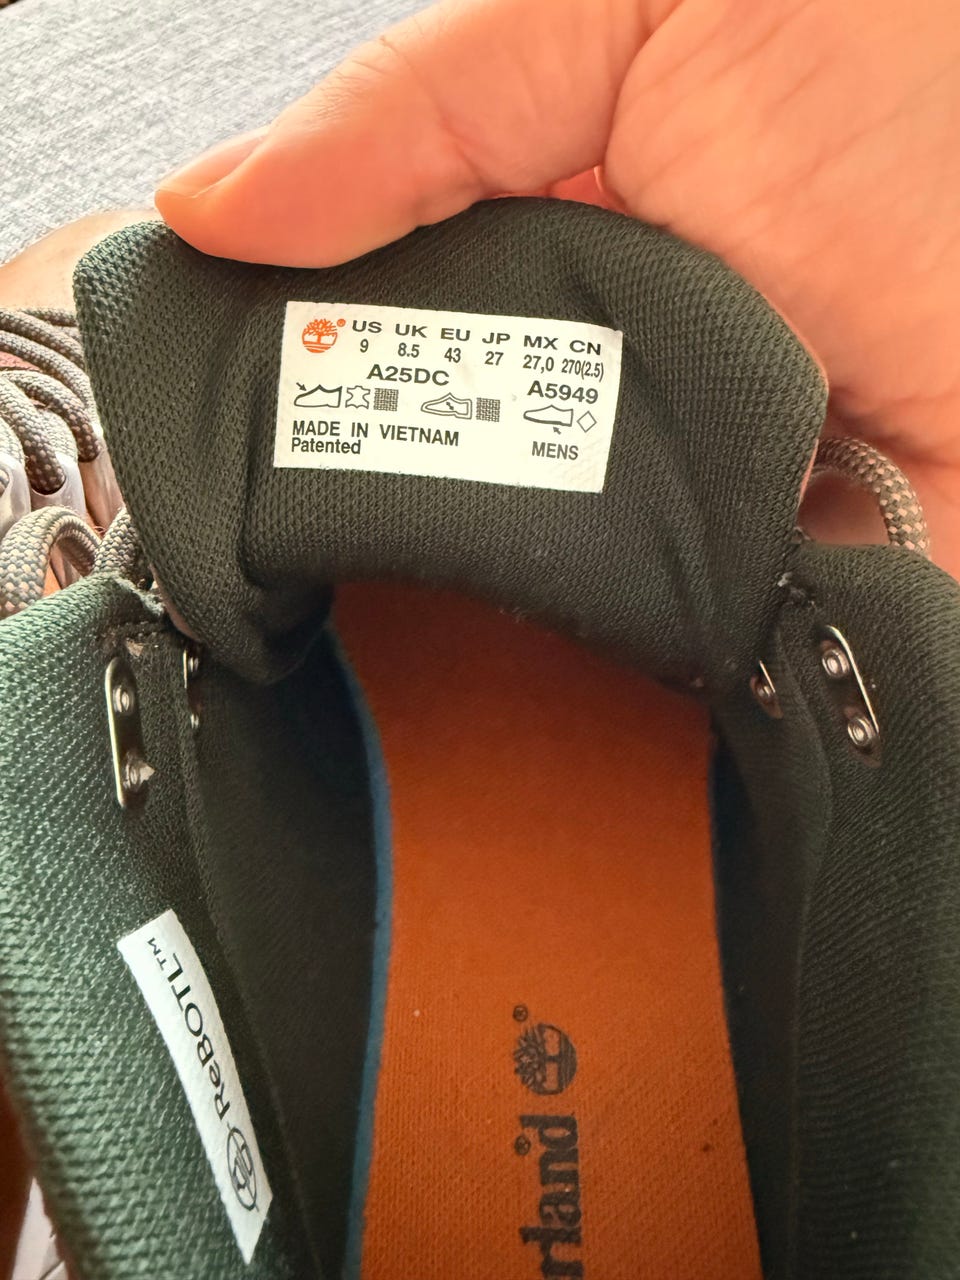 ® US UK EU JP MX CN
9 8.5 43 27 27,0 270(2.5)
A25DC A5949
MADE IN VIETNAM
Patented MENS
ReBOTL™
®
rland